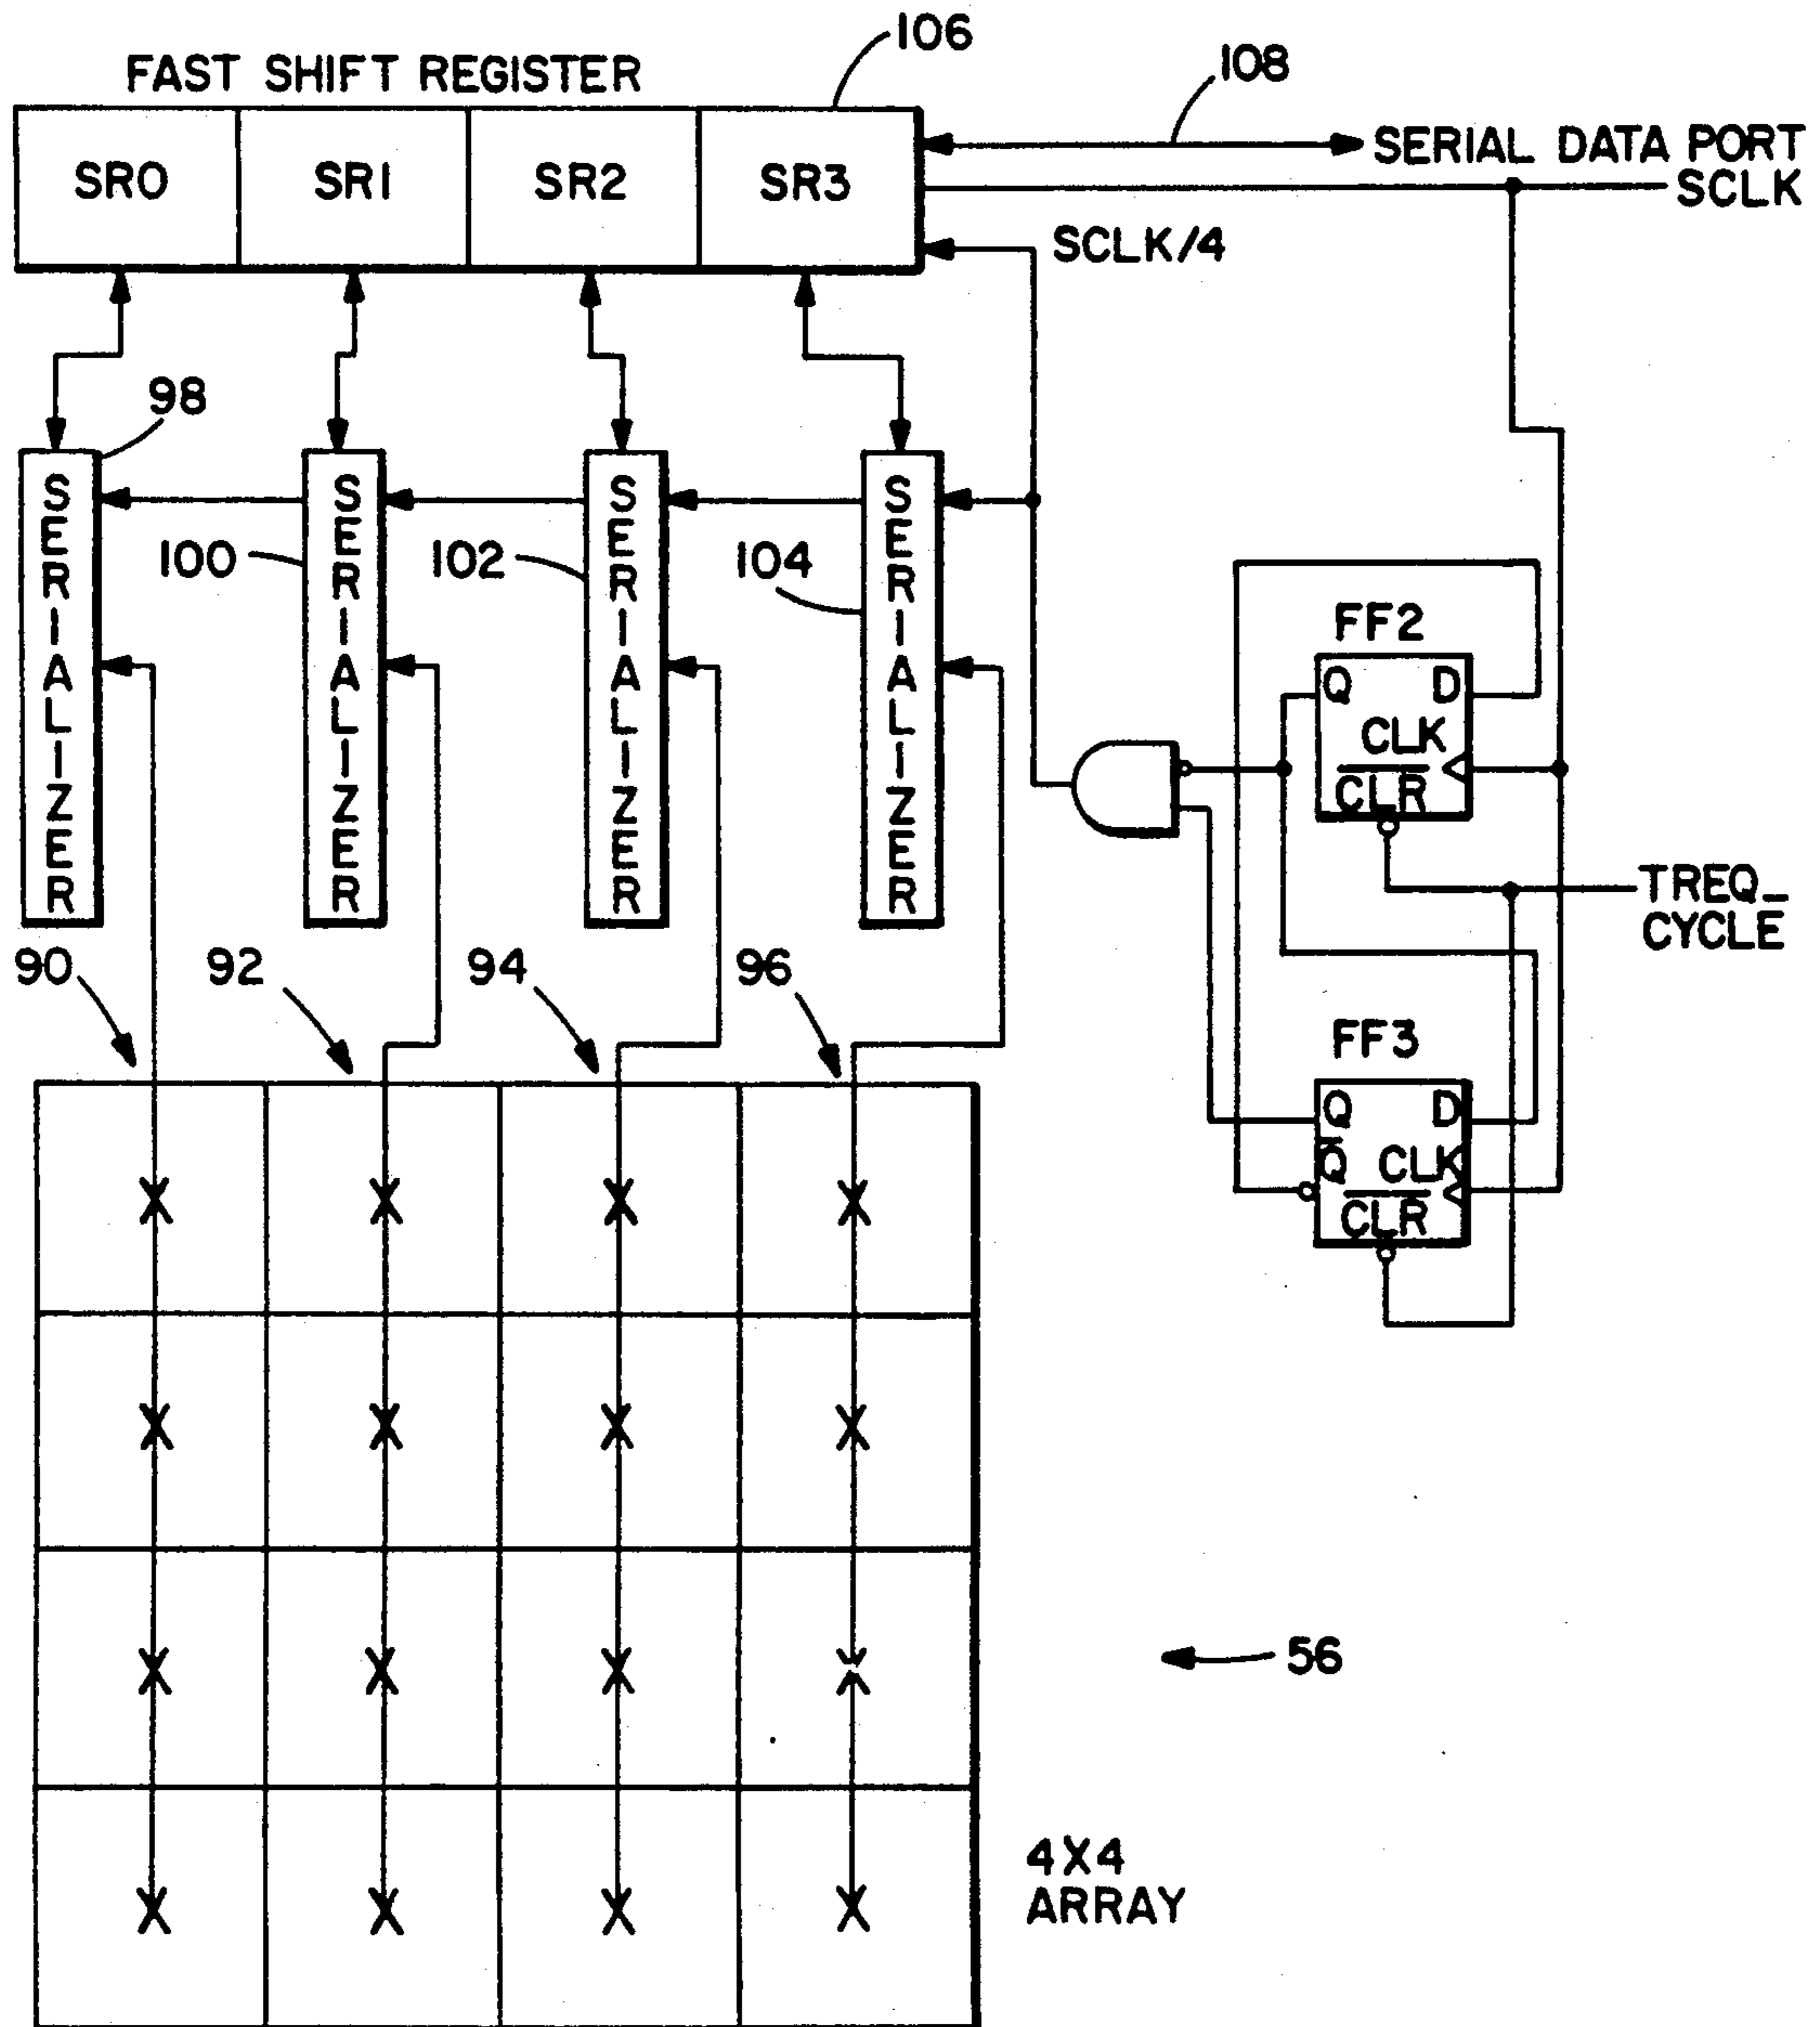 106
FAST SHIFT REGISTER
108
SERIAL DATA PORT
SR0
SR1
SR2
SR3
SCLK
SCLK/4
98
SERIALIZER
SERIALIZER
SERIALIZER
SERIALIZER
100
102
104
FF2
Q
D
CLK
CLR
TREQ_
CYCLE
90
92
94
96
FF3
Q
D
Q
CLK
CLR
X X X X
X X X X
56
X X X X
4X4
ARRAY
X X X X